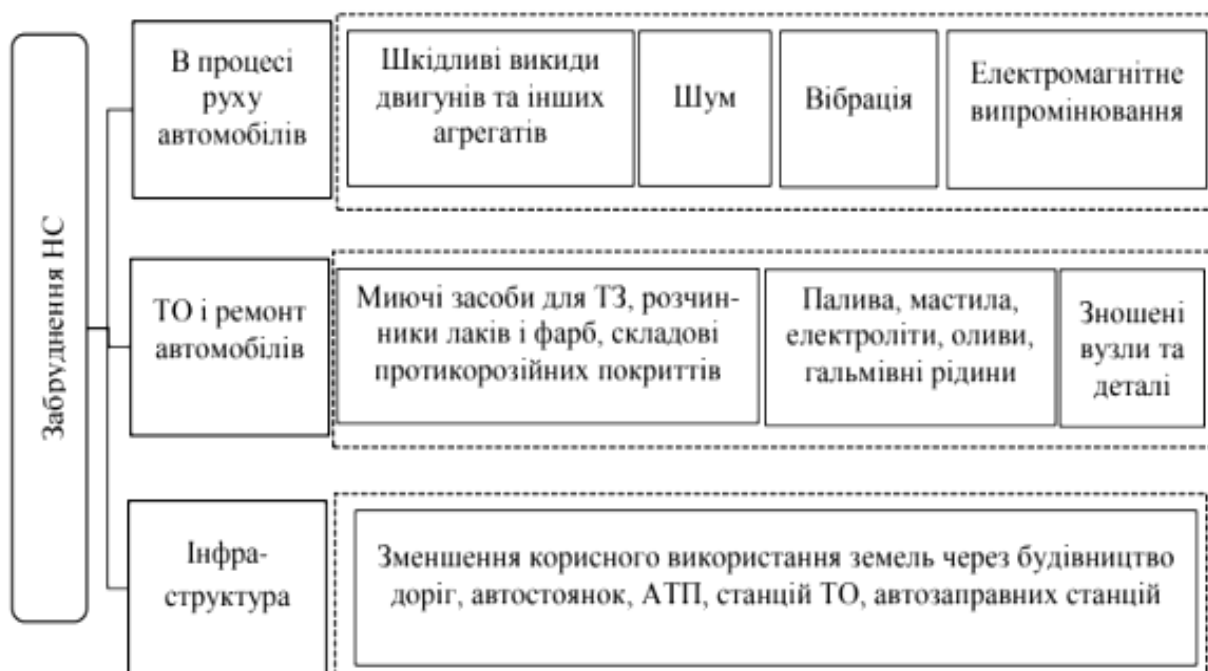 Забруднення НС
В процесі
руху
автомобілів
Шкідливі викиди
двигунів та інших
агрегатів
Шум
Вібрація
Електромагнітне
випромінювання
ТО і ремонт
автомобілів
Миючі засоби для ТЗ, розчин-
ники лаків і фарб, складові
протикорозійних покриттів
Палива, мастила,
електроліти, оливи,
гальмівні рідини
Зношені
вузли та
деталі
Інфра-
структура
Зменшення корисного використання земель через будівництво
доріг, автостоянок, АТП, станцій ТО, автозаправних станцій